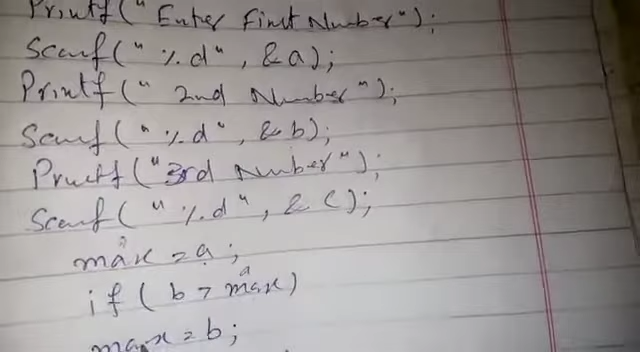 Printf(" Enter First Number");
Scanf(" %d", &a);
Printf(" 2nd Number");
Scanf(" %d", &b);
Printf("3rd Number");
Scanf(" %d", &c);
max = a;
if ( b > max)
max = b;